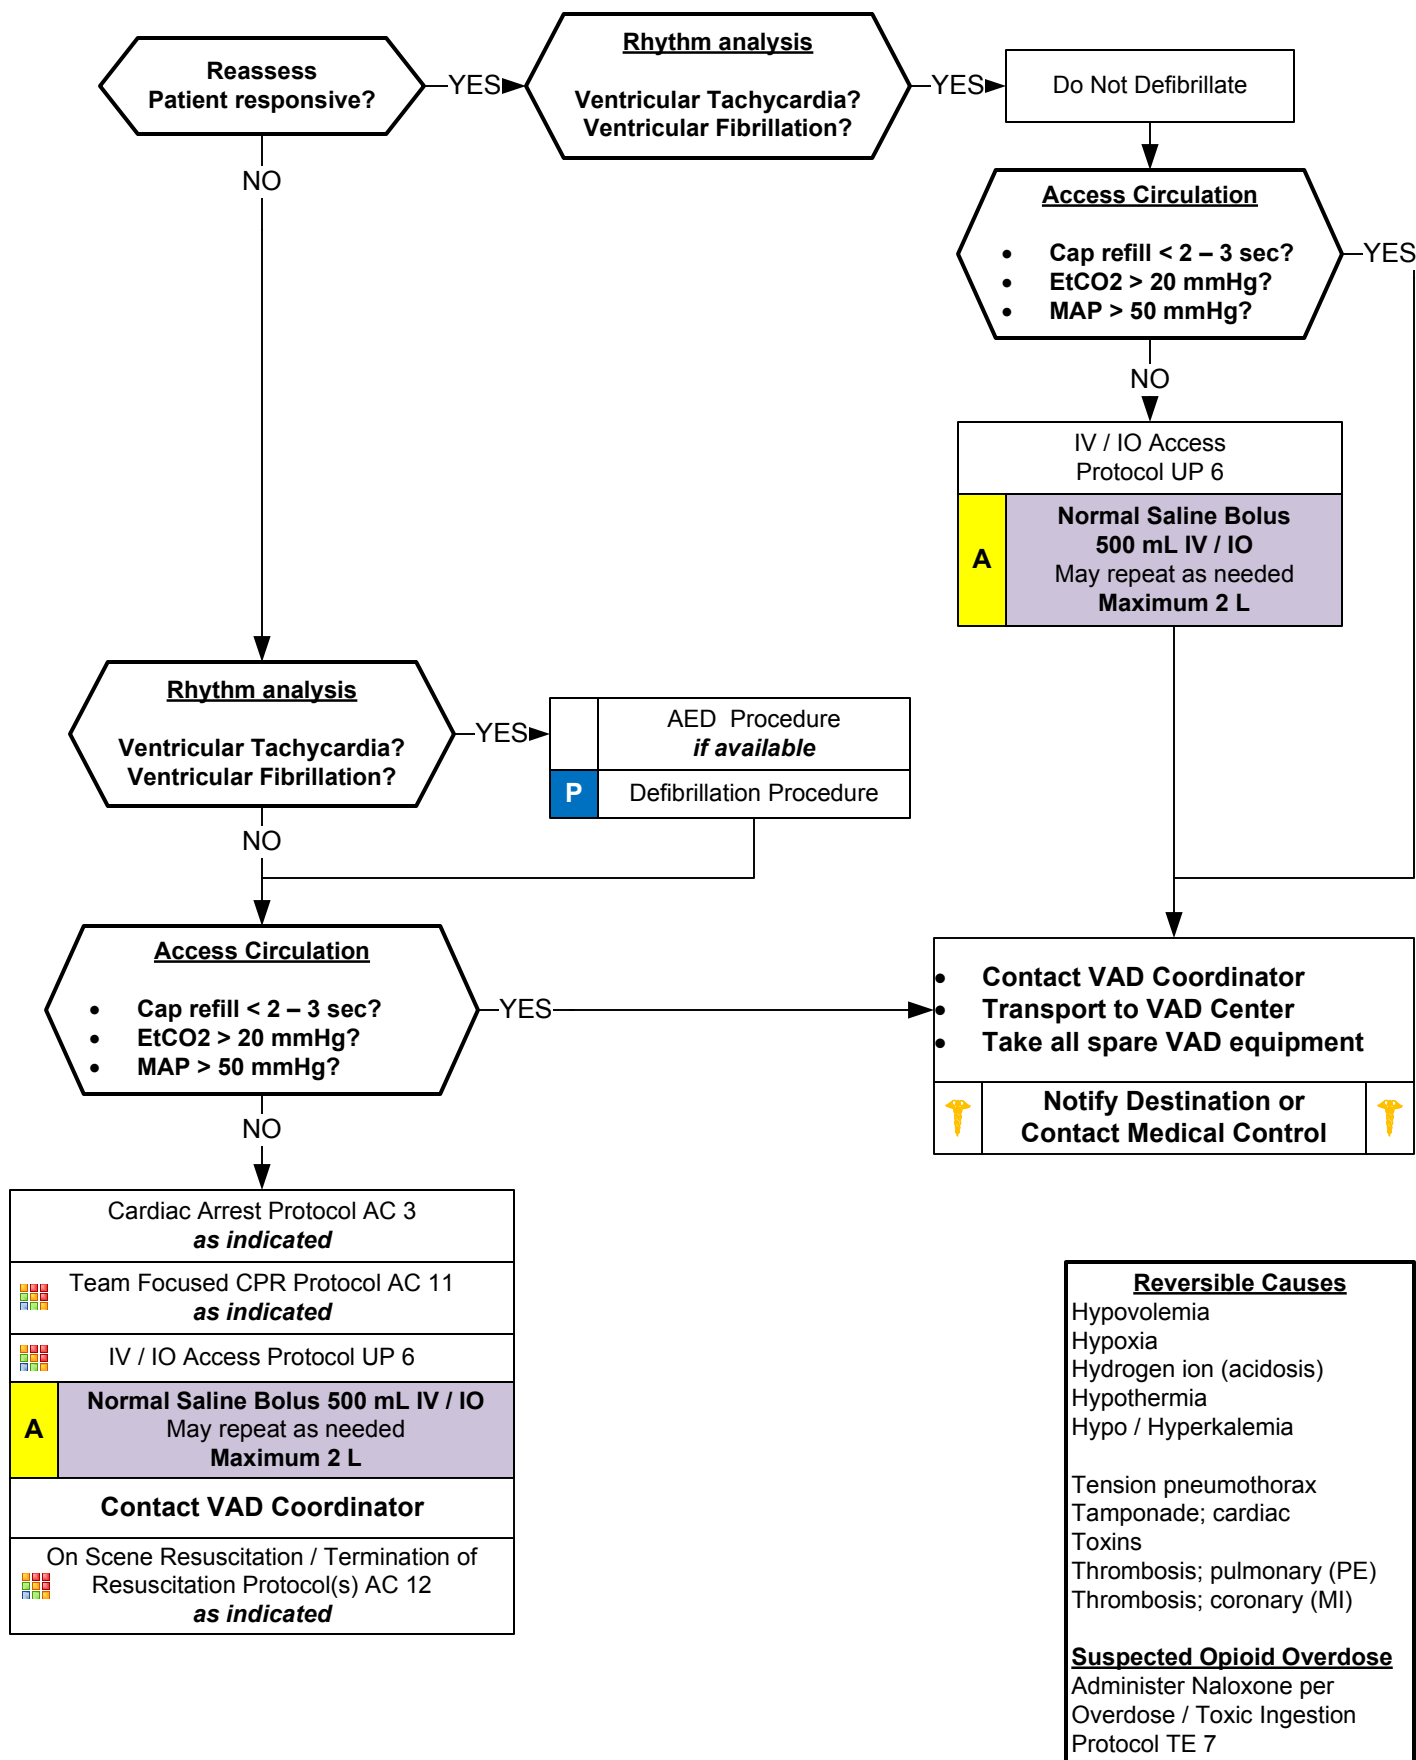 Reassess
Patient responsive?
YES
Rhythm analysis
Ventricular Tachycardia?
Ventricular Fibrillation?
YES
Do Not Defibrillate
NO
Access Circulation
• Cap refill < 2 – 3 sec?
• EtCO2 > 20 mmHg?
• MAP > 50 mmHg?
YES
NO
IV / IO Access
Protocol UP 6
A
Normal Saline Bolus
500 mL IV / IO
May repeat as needed
Maximum 2 L
Rhythm analysis
Ventricular Tachycardia?
Ventricular Fibrillation?
YES
AED Procedure
if available
P
Defibrillation Procedure
NO
Access Circulation
• Cap refill < 2 – 3 sec?
• EtCO2 > 20 mmHg?
• MAP > 50 mmHg?
YES
• Contact VAD Coordinator
• Transport to VAD Center
• Take all spare VAD equipment
Notify Destination or
Contact Medical Control
NO
Cardiac Arrest Protocol AC 3
as indicated
Team Focused CPR Protocol AC 11
as indicated
IV / IO Access Protocol UP 6
A
Normal Saline Bolus 500 mL IV / IO
May repeat as needed
Maximum 2 L
Contact VAD Coordinator
On Scene Resuscitation / Termination of
Resuscitation Protocol(s) AC 12
as indicated
Reversible Causes
Hypovolemia
Hypoxia
Hydrogen ion (acidosis)
Hypothermia
Hypo / Hyperkalemia
Tension pneumothorax
Tamponade; cardiac
Toxins
Thrombosis; pulmonary (PE)
Thrombosis; coronary (MI)
Suspected Opioid Overdose
Administer Naloxone per
Overdose / Toxic Ingestion
Protocol TE 7